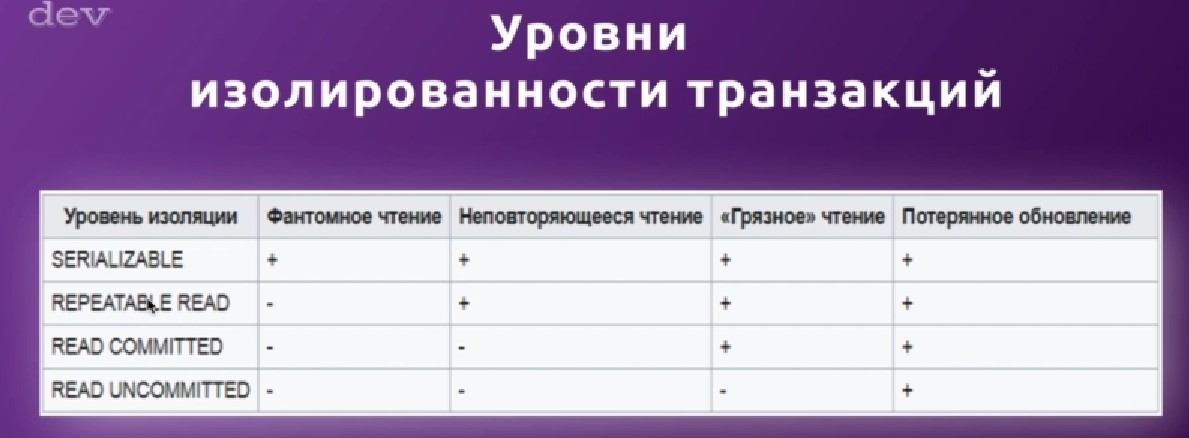 dev
Уровни
изолированности транзакций
Уровень изоляции Фантомное чтение Неповторяющееся чтение «Грязное» чтение Потерянное обновление
SERIALIZABLE + + + +
REPEATABLE READ - + + +
READ COMMITTED - - + +
READ UNCOMMITTED - - - +